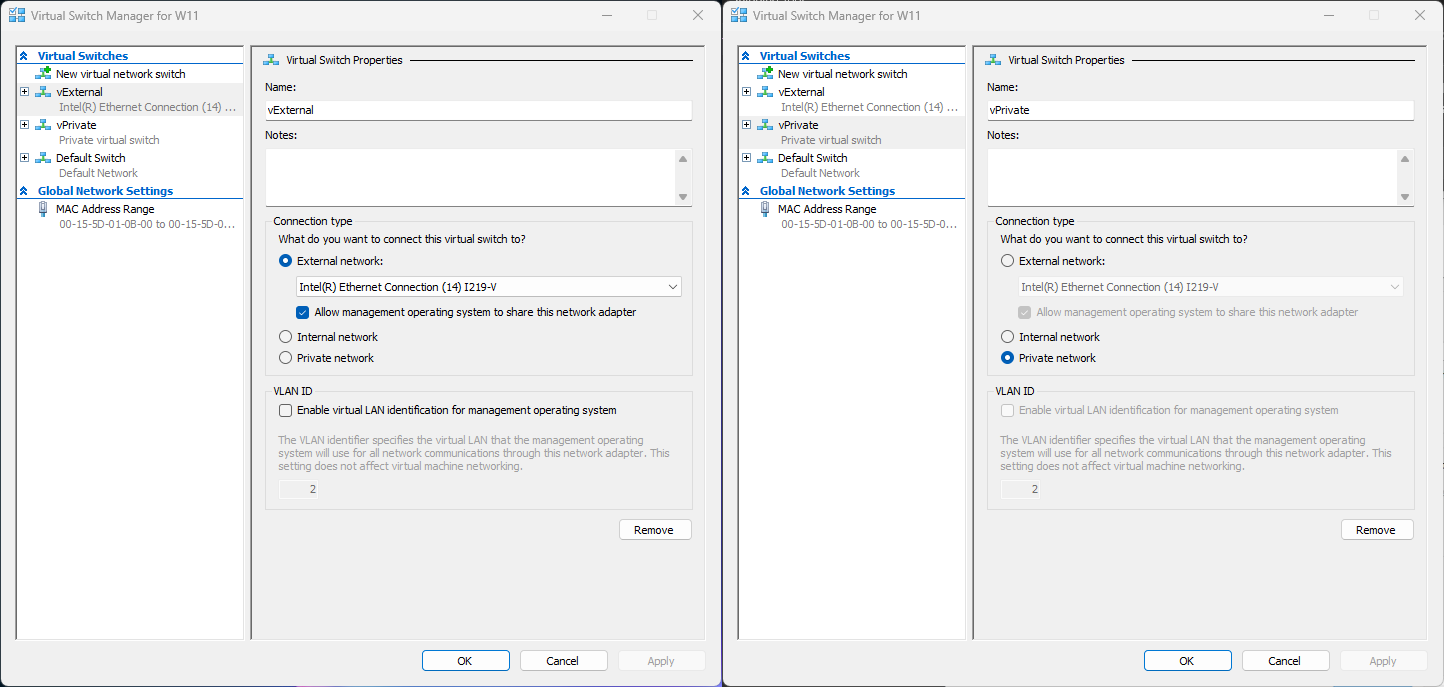 Virtual Switch Manager for W11
Virtual Switches
New virtual network switch
vExternal
Intel(R) Ethernet Connection (14) ...
vPrivate
Private virtual switch
Default Switch
Default Network
Global Network Settings
MAC Address Range
00-15-5D-01-0B-00 to 00-15-5D-0...
Virtual Switch Properties
Name:
vExternal
Notes:
Connection type
What do you want to connect this virtual switch to?
External network:
Intel(R) Ethernet Connection (14) I219-V
Allow management operating system to share this network adapter
Internal network
Private network
VLAN ID
Enable virtual LAN identification for management operating system
The VLAN identifier specifies the virtual LAN that the management operating
system will use for all network communications through this network adapter. This
setting does not affect virtual machine networking.
2
Remove
OK
Cancel
Apply
Virtual Switch Manager for W11
Virtual Switches
New virtual network switch
vExternal
Intel(R) Ethernet Connection (14) ...
vPrivate
Private virtual switch
Default Switch
Default Network
Global Network Settings
MAC Address Range
00-15-5D-01-0B-00 to 00-15-5D-0...
Virtual Switch Properties
Name:
vPrivate
Notes:
Connection type
What do you want to connect this virtual switch to?
External network:
Intel(R) Ethernet Connection (14) I219-V
Allow management operating system to share this network adapter
Internal network
Private network
VLAN ID
Enable virtual LAN identification for management operating system
The VLAN identifier specifies the virtual LAN that the management operating
system will use for all network communications through this network adapter. This
setting does not affect virtual machine networking.
2
Remove
OK
Cancel
Apply